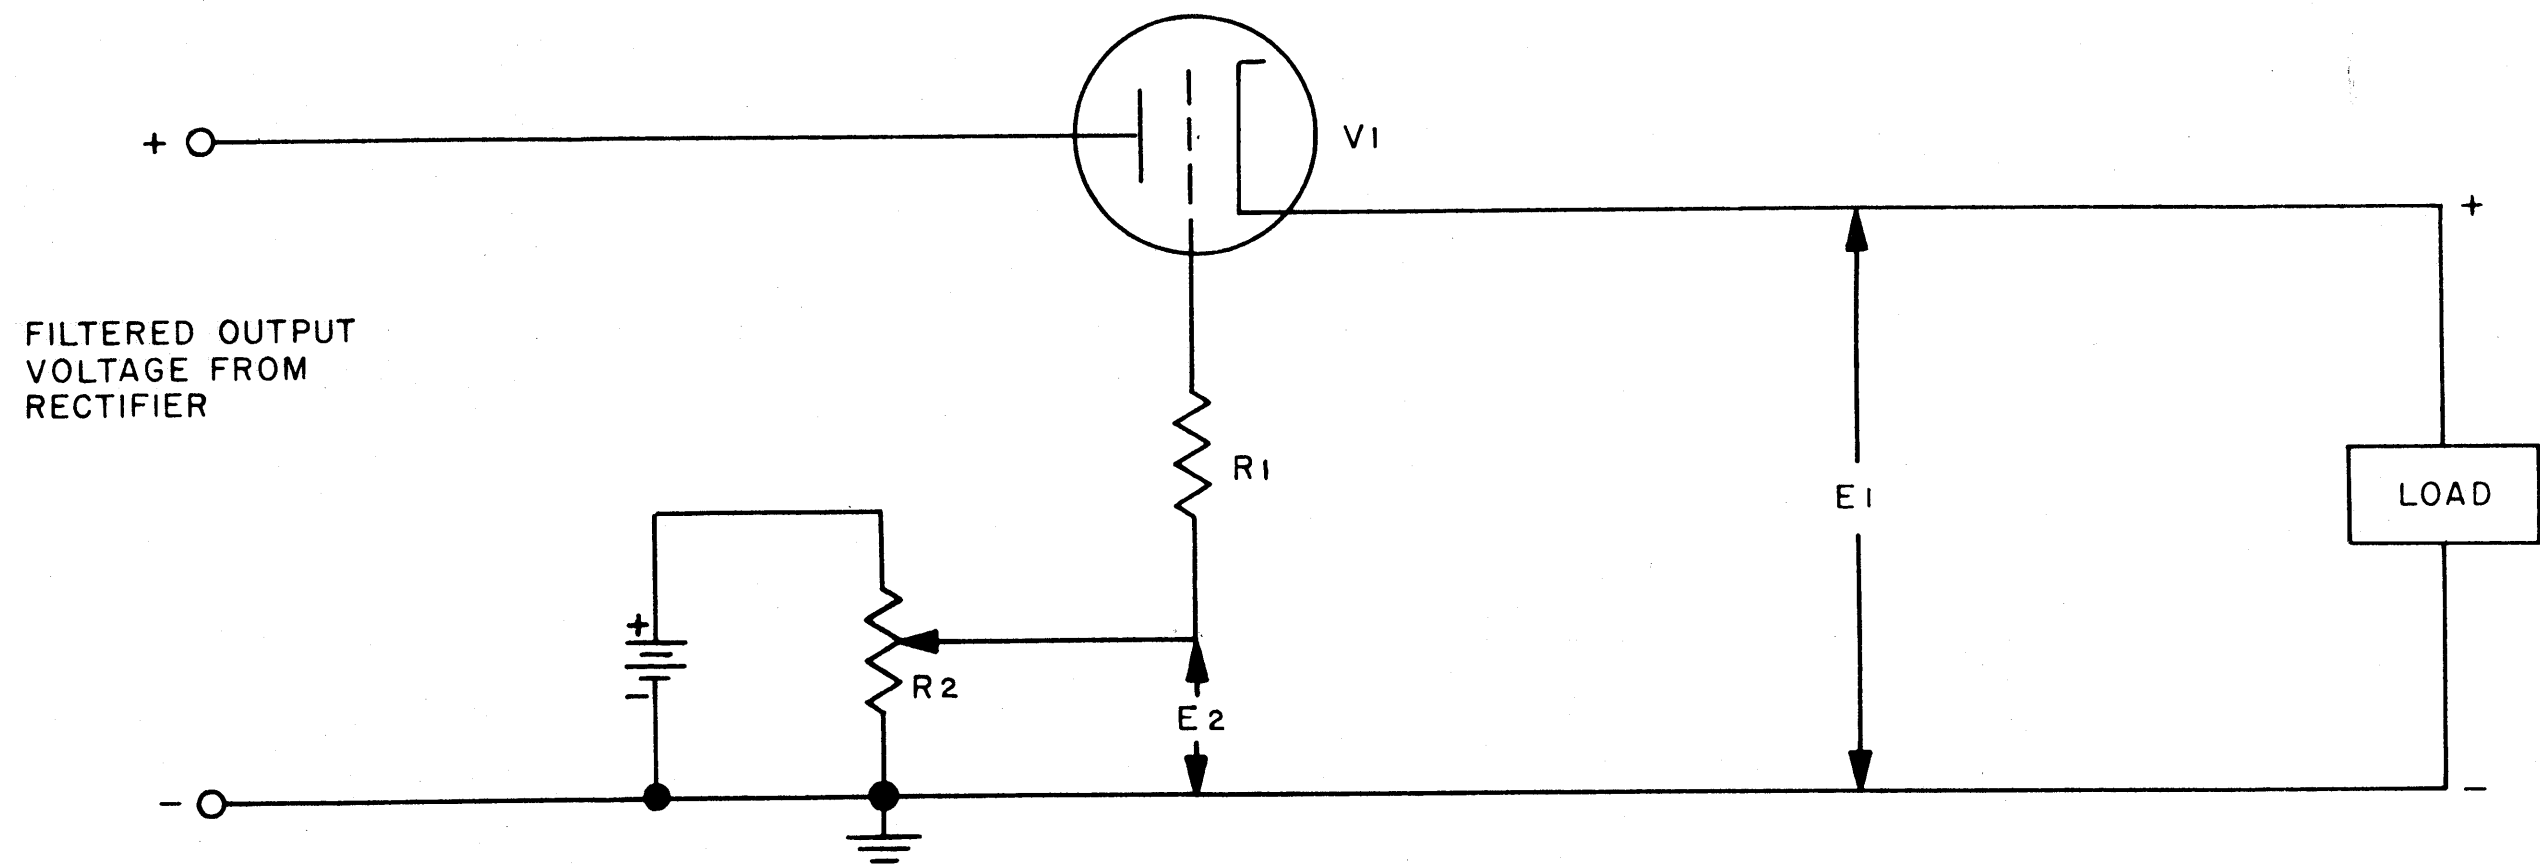 +
V1
+
FILTERED OUTPUT
VOLTAGE FROM
RECTIFIER
R1
E1
LOAD
+
-
R2
E2
-
-